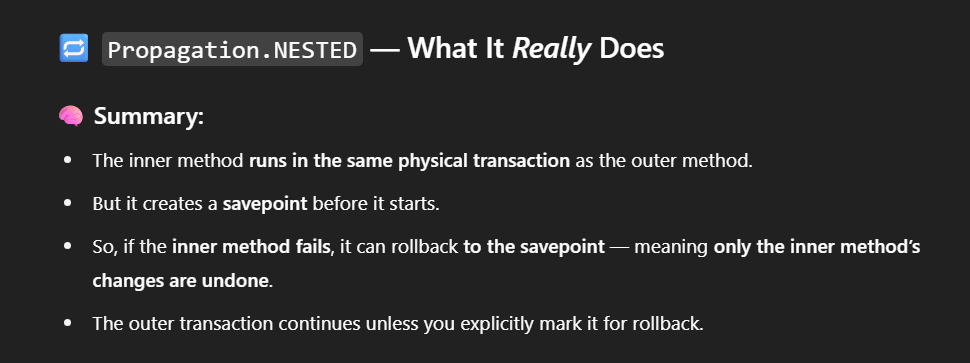 🔁 Propagation.NESTED — What It Really Does
🧠 Summary:
• The inner method runs in the same physical transaction as the outer method.
• But it creates a savepoint before it starts.
• So, if the inner method fails, it can rollback to the savepoint — meaning only the inner method's
changes are undone.
• The outer transaction continues unless you explicitly mark it for rollback.